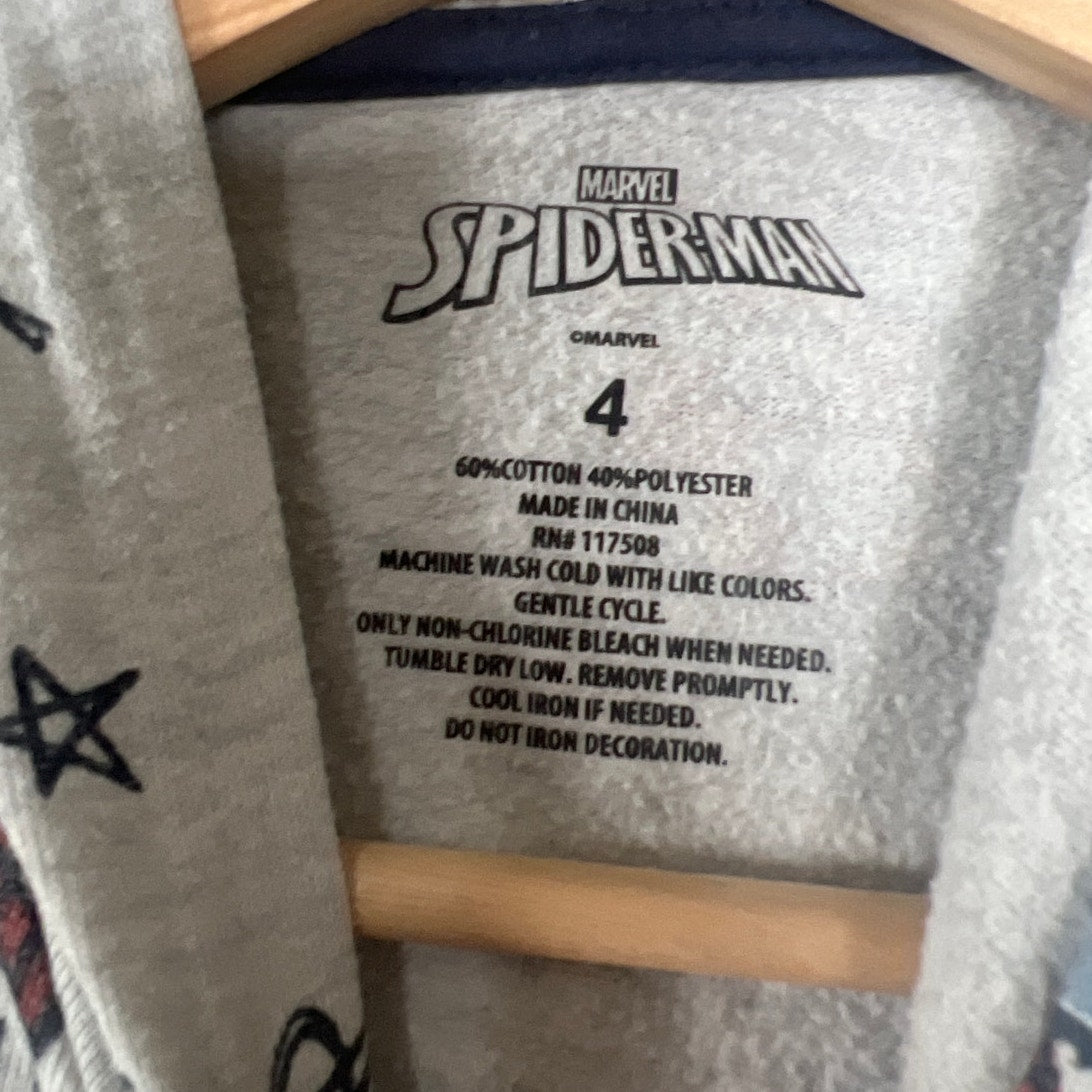 MARVEL
SPIDER-MAN
©MARVEL
4
60%COTTON 40%POLYESTER
MADE IN CHINA
RN# 117508
MACHINE WASH COLD WITH LIKE COLORS.
GENTLE CYCLE.
ONLY NON-CHLORINE BLEACH WHEN NEEDED.
TUMBLE DRY LOW. REMOVE PROMPTLY.
COOL IRON IF NEEDED.
DO NOT IRON DECORATION.